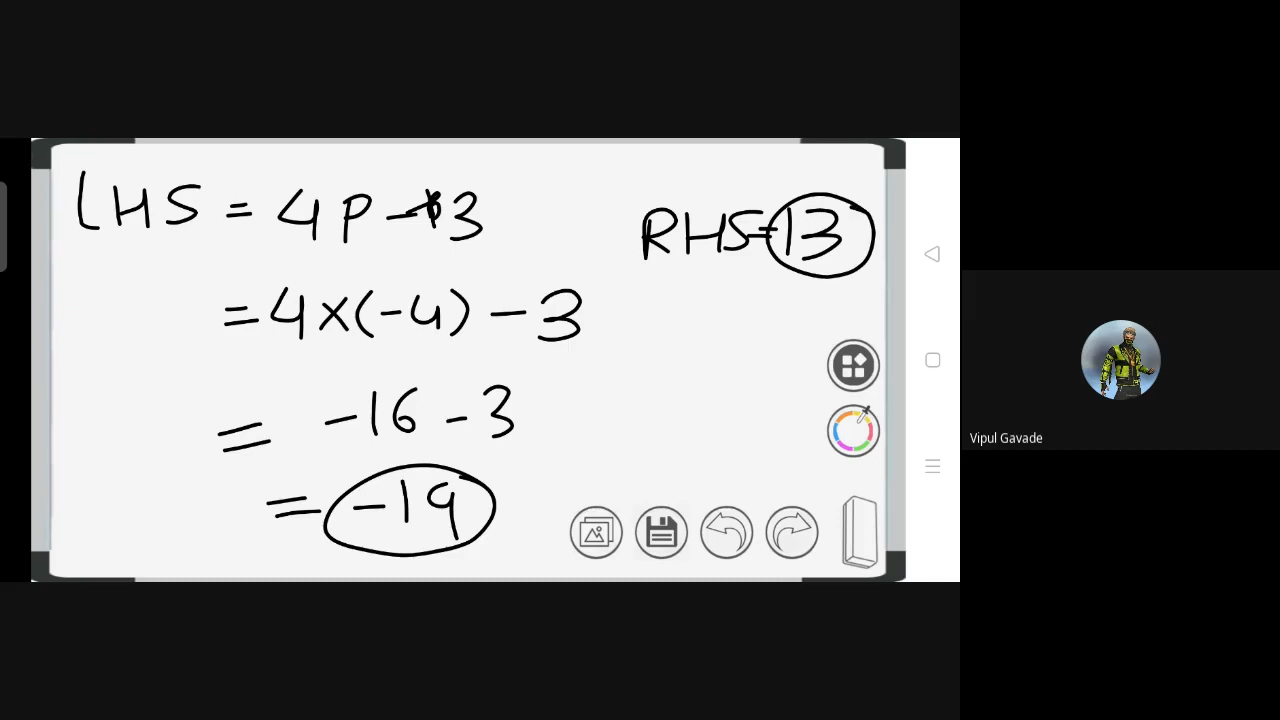 LHS = 4P - 3
RHS=13
= 4×(-4) - 3
= -16 - 3
= -19
Vipul Gavade